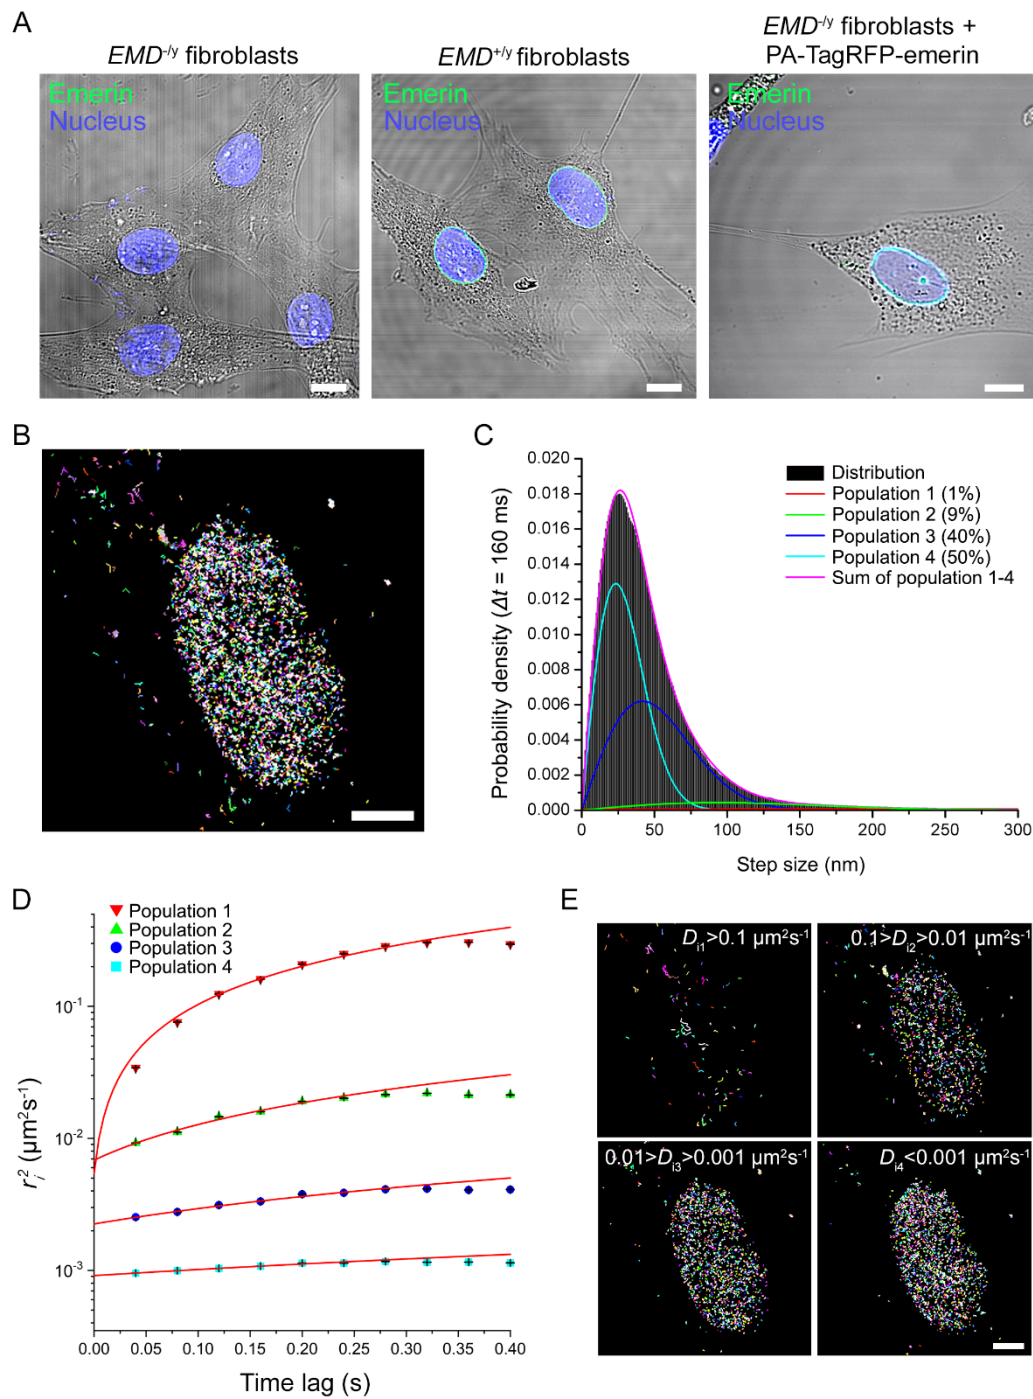 A
EMD-/y fibroblasts
EMD+/y fibroblasts
EMD-/y fibroblasts +
PA-TagRFP-emerin
Emerin
Nucleus
Emerin
Nucleus
Emerin
Nucleus
B
C
Probability density (Δt = 160 ms)
0.020
0.018
0.016
0.014
0.012
0.010
0.008
0.006
0.004
0.002
0.000
0
50
100
150
200
250
300
Step size (nm)
Distribution
Population 1 (1%)
Population 2 (9%)
Population 3 (40%)
Population 4 (50%)
Sum of population 1-4
D
Population 1
Population 2
Population 3
Population 4
ri2 (µm2s-1)
10-1
10-2
10-3
0.00
0.05
0.10
0.15
0.20
0.25
0.30
0.35
0.40
Time lag (s)
E
Di1>0.1 µm2s-1
0.1>Di2>0.01 µm2s-1
0.01>Di3>0.001 µm2s-1
Di4<0.001 µm2s-1